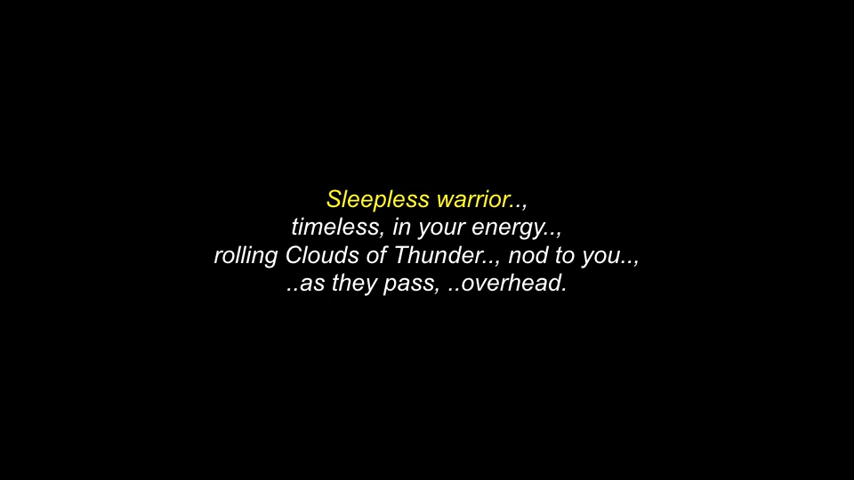 Sleepless warrior..,
timeless, in your energy..,
rolling Clouds of Thunder.., nod to you..,
..as they pass, ..overhead.